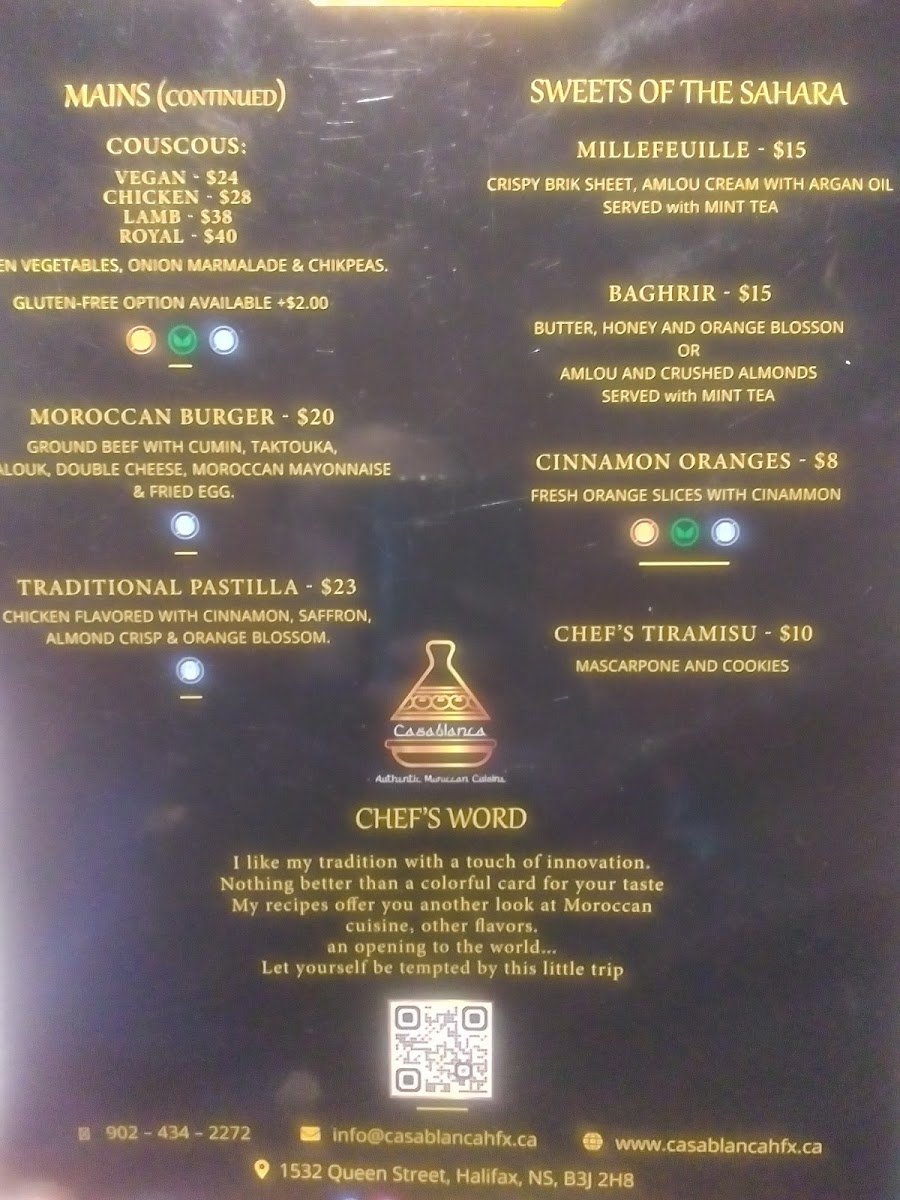 MAINS (CONTINUED)
COUSCOUS:
VEGAN - $24
CHICKEN - $28
LAMB - $38
ROYAL - $40
VEGETABLES, ONION MARMALADE & CHIKPEAS.
GLUTEN-FREE OPTION AVAILABLE +$2.00
MOROCCAN BURGER - $20
GROUND BEEF WITH CUMIN, TAKTOUKA,
DOUBLE CHEESE, MOROCCAN MAYONNAISE
& FRIED EGG.
TRADITIONAL PASTILLA - $23
CHICKEN FLAVORED WITH CINNAMON, SAFFRON,
ALMOND CRISP & ORANGE BLOSSOM.
SWEETS OF THE SAHARA
MILLEFEUILLE - $15
CRISPY BRIK SHEET, AMLOU CREAM WITH ARGAN OIL
SERVED with MINT TEA
BAGHRIR - $15
BUTTER, HONEY AND ORANGE BLOSSON
OR
AMLOU AND CRUSHED ALMONDS
SERVED with MINT TEA
CINNAMON ORANGES - $8
FRESH ORANGE SLICES WITH CINAMMON
CHEF'S TIRAMISU - $10
MASCARPONE AND COOKIES
Casablanca
Authentic Moroccan Cuisine
CHEF'S WORD
I like my tradition with a touch of innovation.
Nothing better than a colorful card for your taste
My recipes offer you another look at Moroccan
cuisine, other flavors.
an opening to the world...
Let yourself be tempted by this little trip
902 - 434 - 2272
info@casablancahfx.ca
www.casablancahfx.ca
1532 Queen Street, Halifax, NS, B3J 2H8